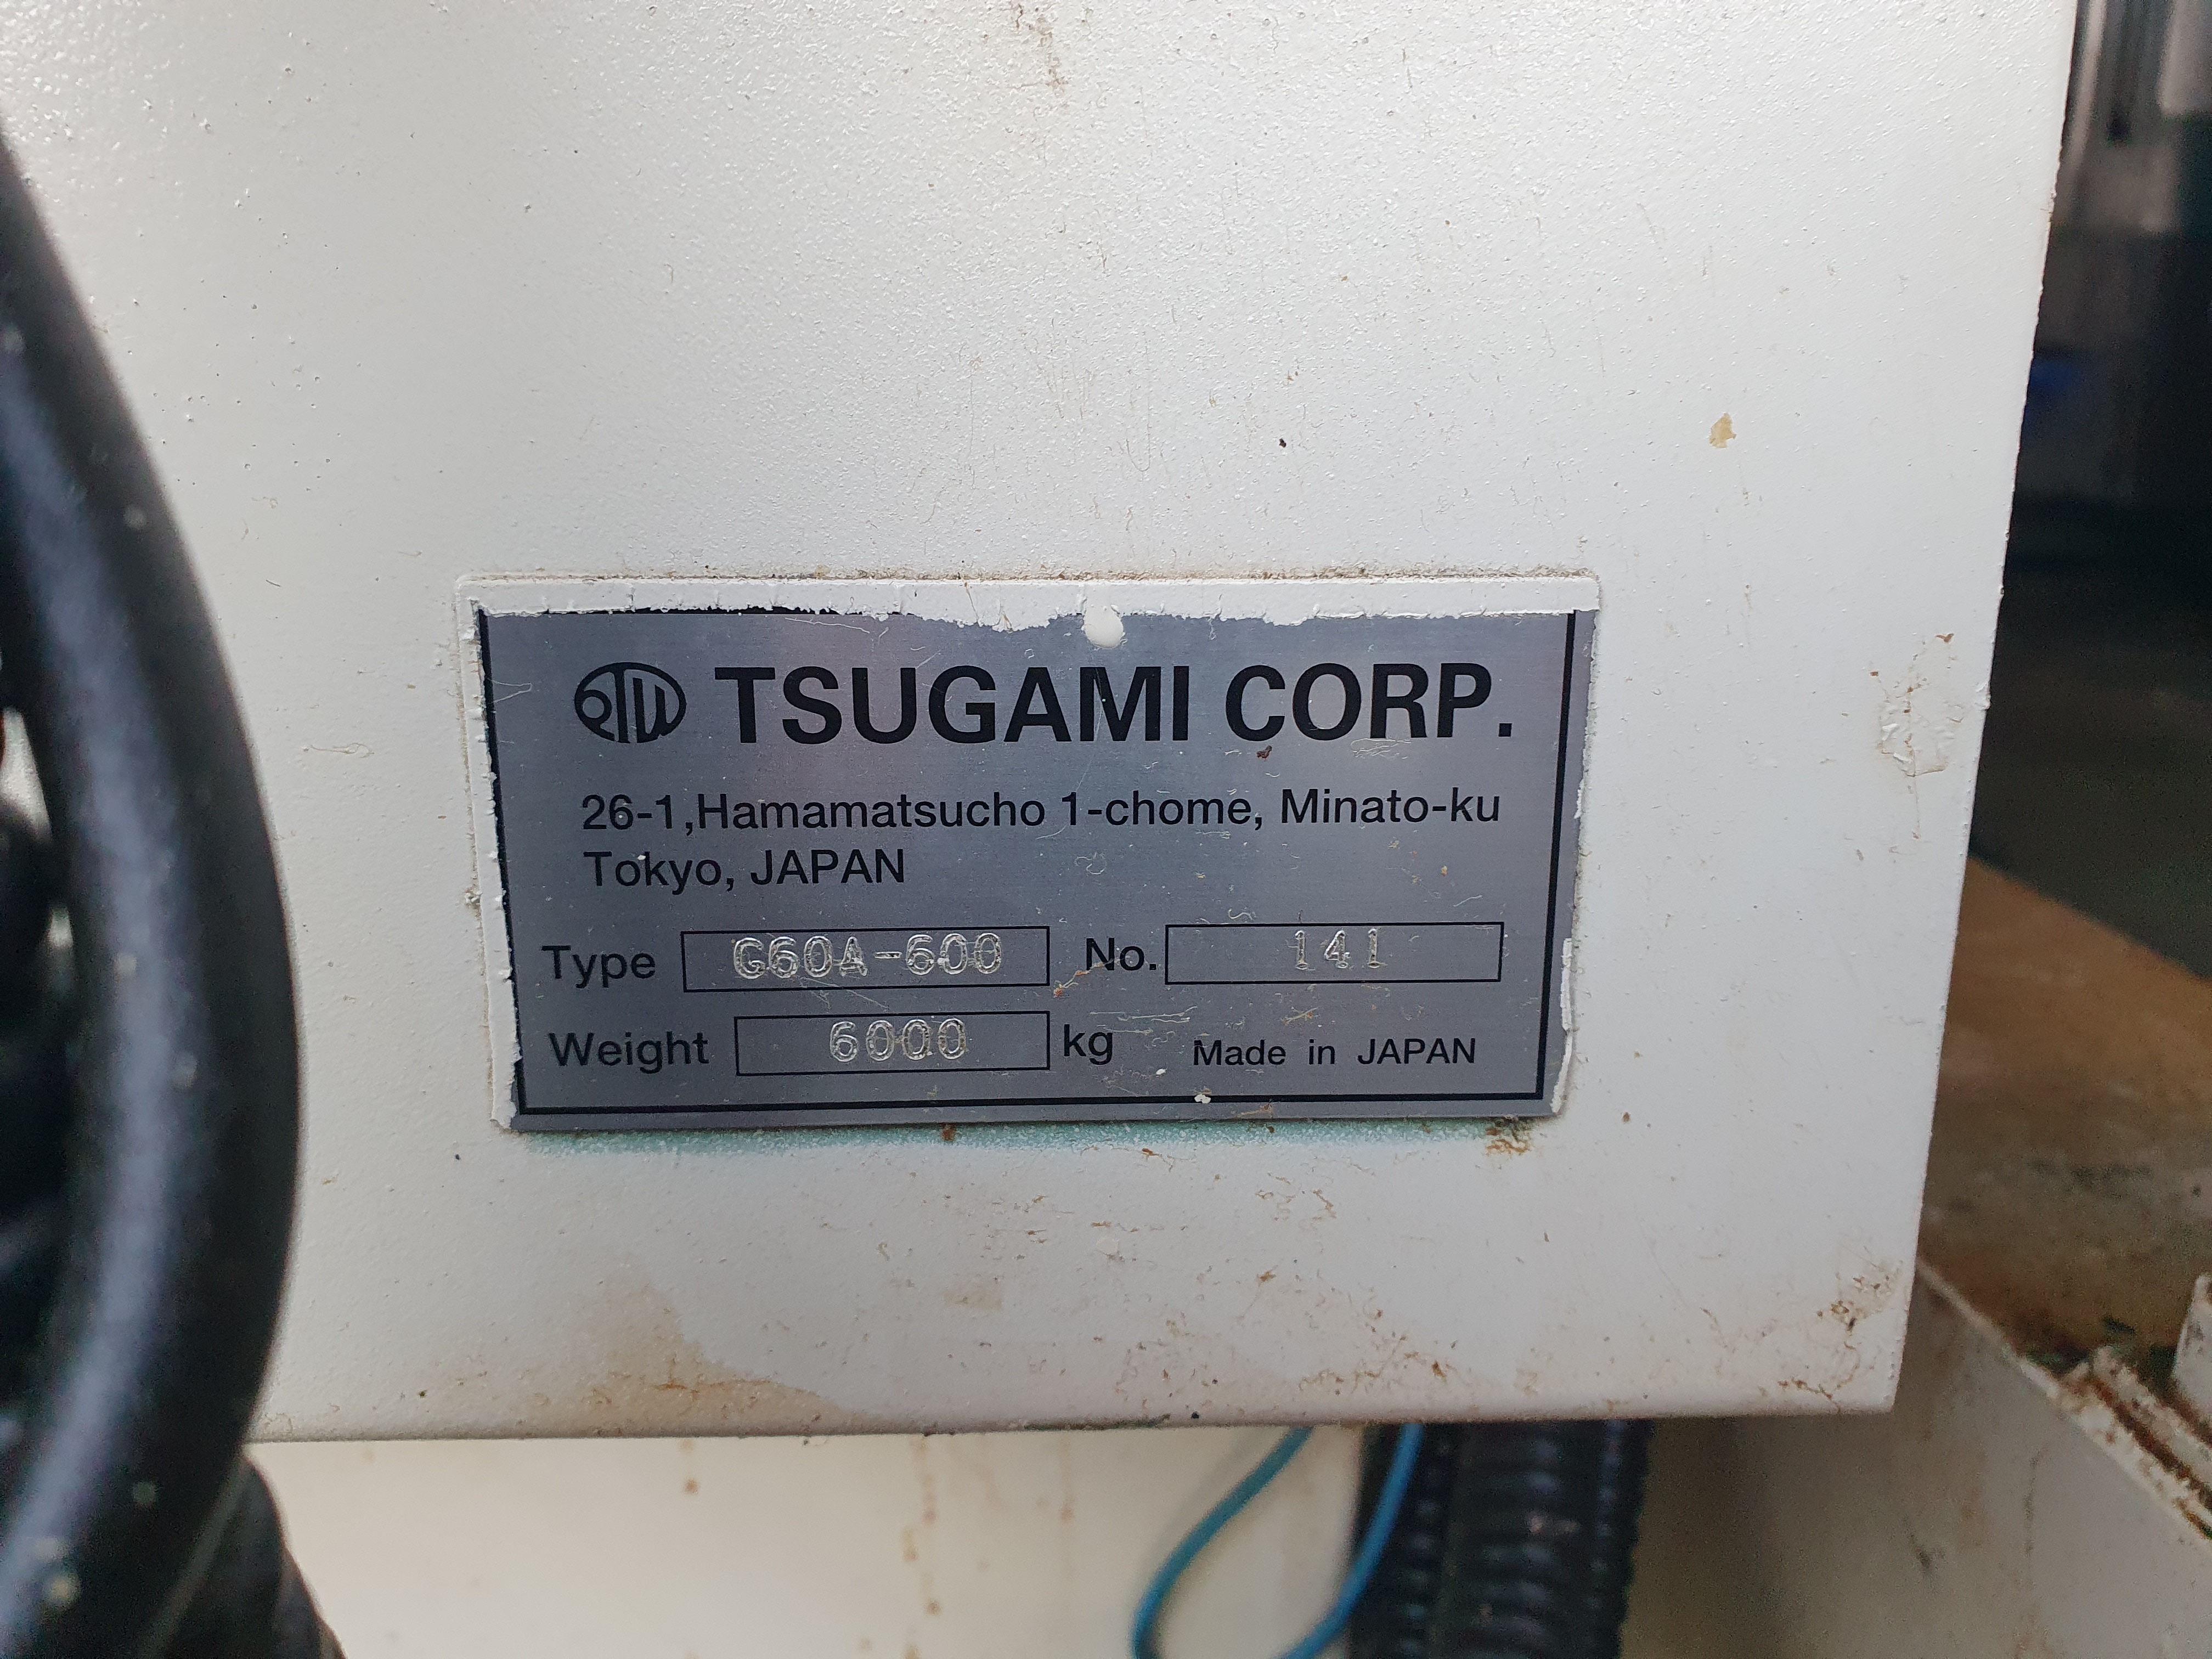 TSUGAMI CORP.
26-1,Hamamatsucho 1-chome, Minato-ku
Tokyo, JAPAN
Type G60A-600 No. 141
Weight 6000 kg Made in JAPAN